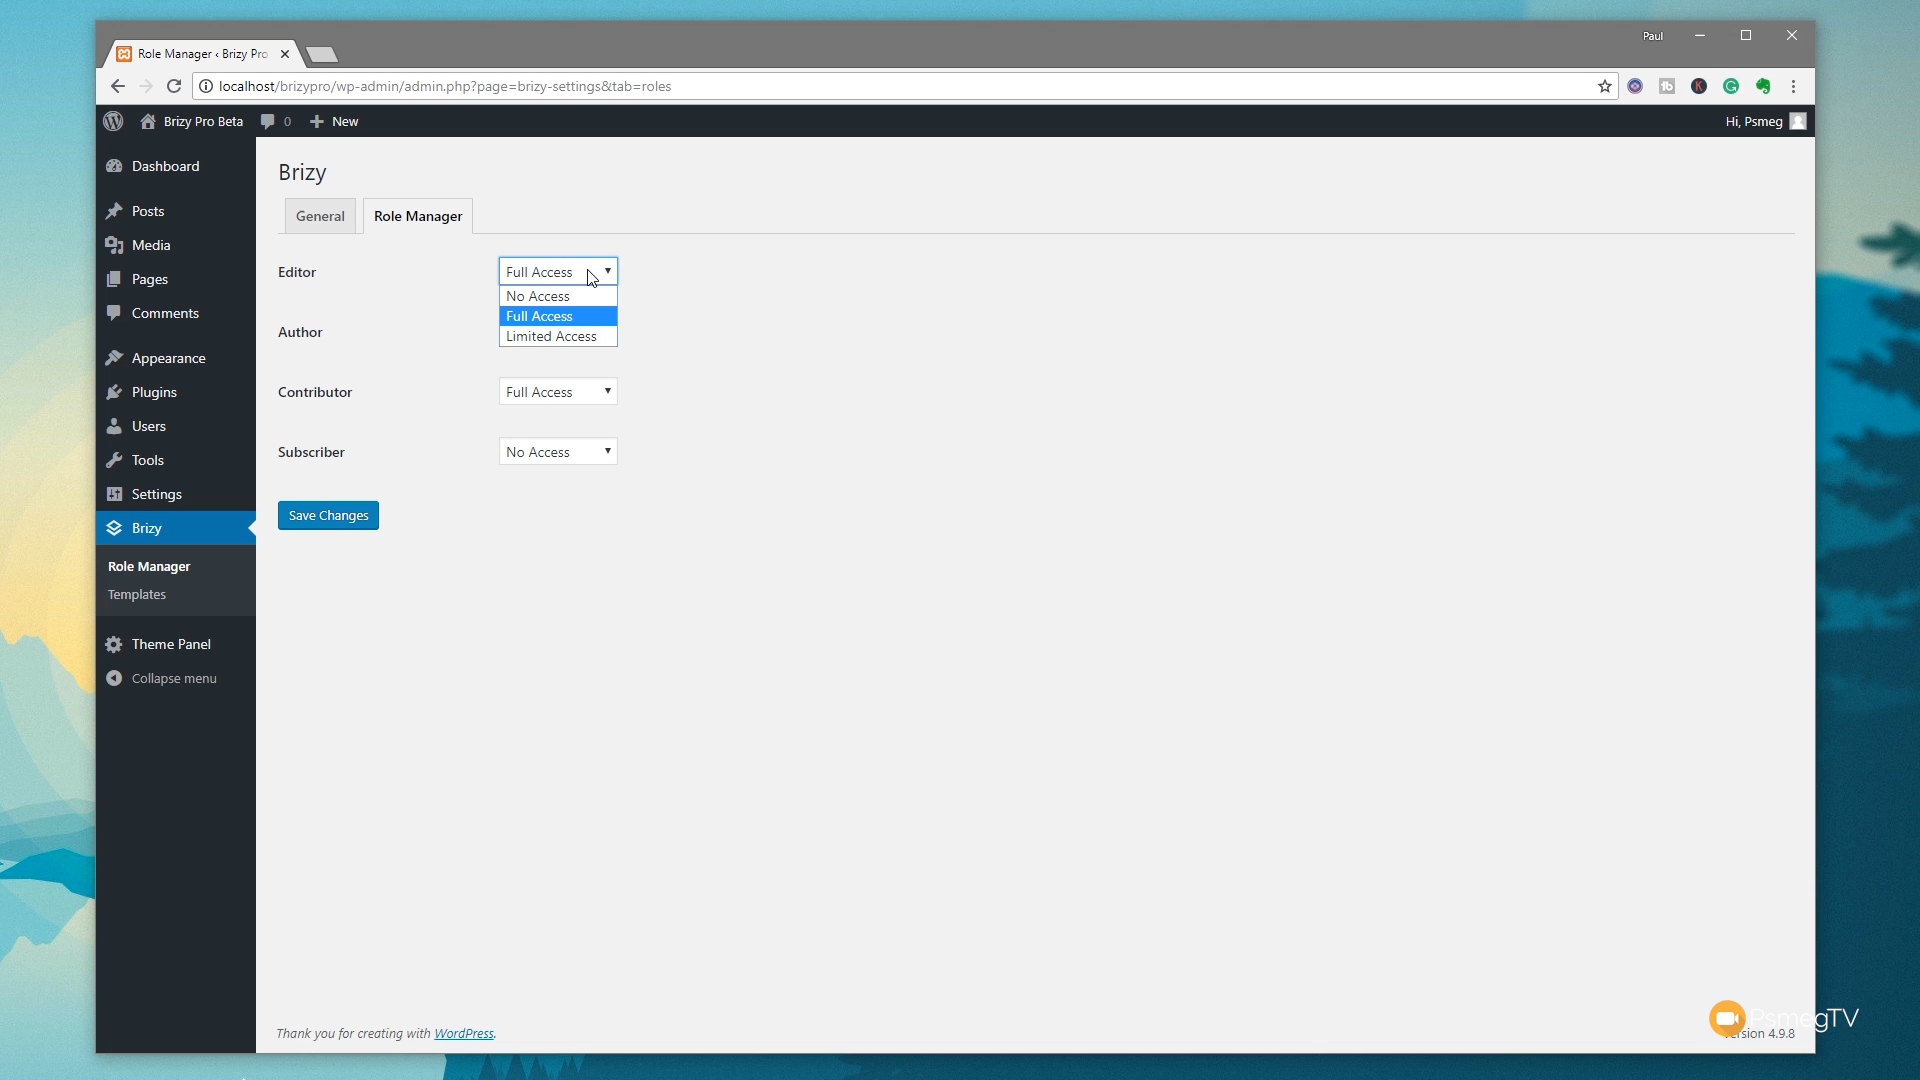 Paul
Role Manager ‹ Brizy Pro
localhost/brizypro/wp-admin/admin.php?page=brizy-settings&tab=roles
Brizy Pro Beta
0
New
Hi, Psmeg
Dashboard
Posts
Media
Pages
Comments
Appearance
Plugins
Users
Tools
Settings
Brizy
Role Manager
Templates
Theme Panel
Collapse menu
Brizy
General
Role Manager
Editor
Full Access
No Access
Full Access
Limited Access
Author
Contributor
Full Access
Subscriber
No Access
Save Changes
Thank you for creating with WordPress.
PsmegTV
Version 4.9.8